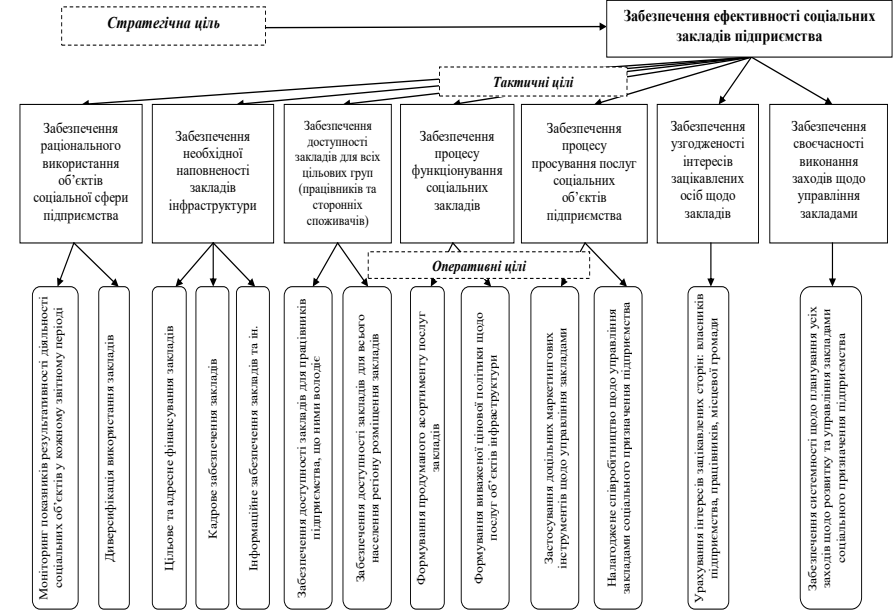 Стратегічна ціль
Забезпечення ефективності соціальних
закладів підприємства
Тактичні цілі
Забезпечення
раціонального
використання
об’єктів
соціальної сфери
підприємства
Забезпечення
необхідної
наповненості
закладів
інфраструктури
Забезпечення
доступності
закладів для всіх
цільових груп
(працівників та
сторонніх
споживачів)
Забезпечення
процесу
функціонування
соціальних
закладів
Забезпечення
процесу
просування послуг
соціальних
об’єктів
підприємства
Забезпечення
узгодженості
інтересів
зацікавлених
осіб щодо
закладів
Забезпечення
своєчасності
виконання
заходів щодо
управління
закладами
Оперативні цілі
Моніторинг показників результативності діяльності
соціальних об’єктів у кожному звітному періоді
Диверсифікація використання закладів
Цільове та адресне фінансування закладів
Кадрове забезпечення закладів
Інформаційне забезпечення закладів та ін.
Забезпечення доступності закладів для працівників
підприємства, що ними володіє
Забезпечення доступності закладів для всього
населення регіону розміщення закладів
Формування продуманого асортименту послуг
закладів
Формування виваженої цінової політики щодо
послуг об’єктів інфраструктури
Застосування доцільних маркетингових
інструментів щодо управління закладами
Налагоджене співробітництво щодо управління
закладами соціального призначення підприємства
Урахування інтересів зацікавлених сторін: власників
підприємства, працівників, місцевої громади
Забезпечення системності щодо планування усіх
заходів щодо розвитку та управління закладами
соціального призначення підприємства